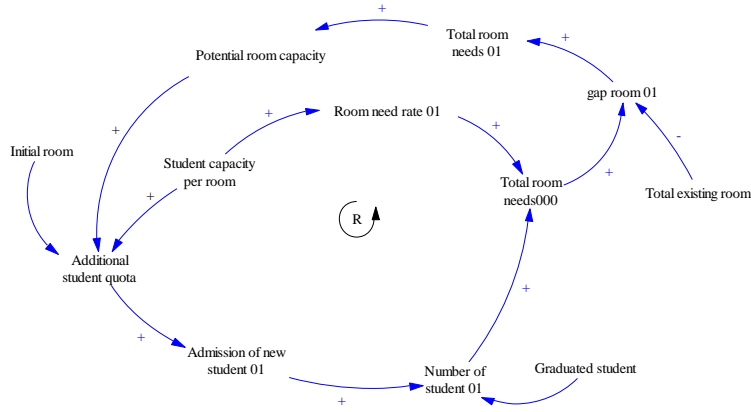 +
Total room
needs 01
Potential room capacity
+
gap room 01
+
Room need rate 01
+
+
Initial room
Student capacity
per room
+
-
+
Total room
needs000
Total existing room
R
Additional
student quota
+
+
Admission of new
student 01
Number of
student 01
Graduated student
+